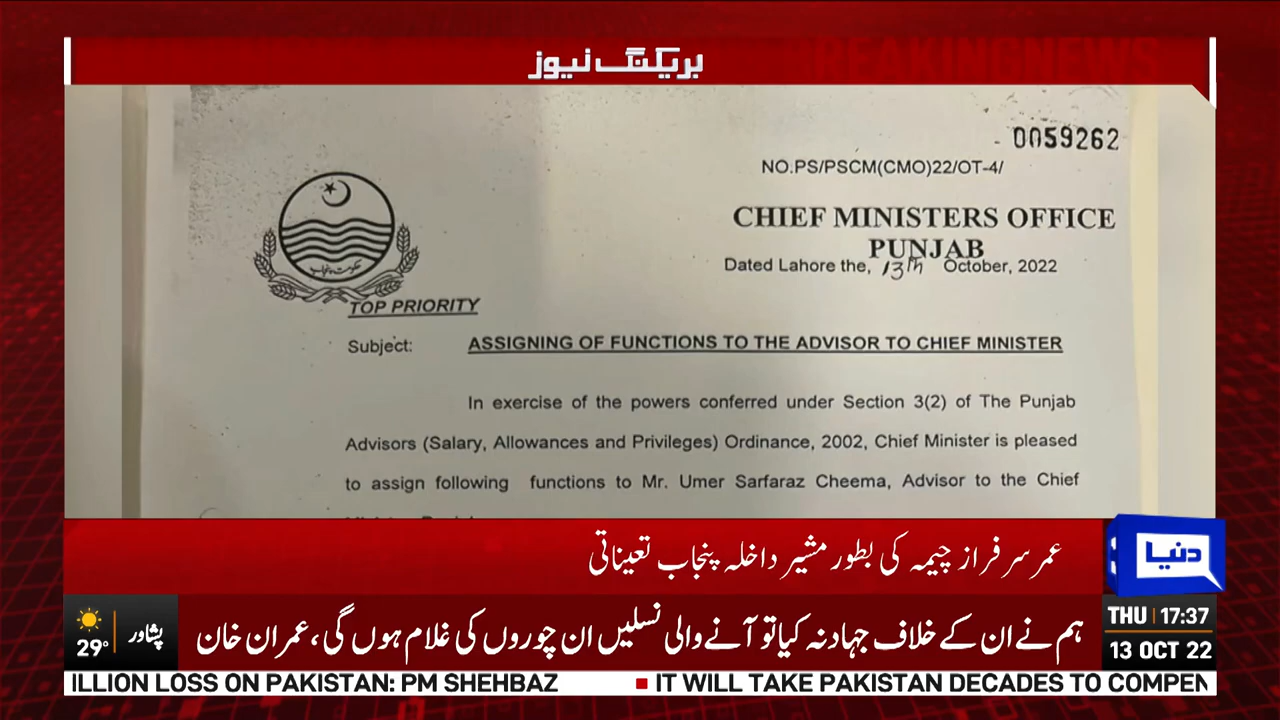 بریکنگ نیوز
BREAKING NEWS
0059262
NO.PS/PSCM(CMO)22/OT-4/
CHIEF MINISTERS OFFICE
PUNJAB
Dated Lahore the, 13th October, 2022
حکومت پنجاب
TOP PRIORITY
Subject: ASSIGNING OF FUNCTIONS TO THE ADVISOR TO CHIEF MINISTER
In exercise of the powers conferred under Section 3(2) of The Punjab
Advisors (Salary, Allowances and Privileges) Ordinance, 2002, Chief Minister is pleased
to assign following functions to Mr. Umer Sarfaraz Cheema, Advisor to the Chief
عمر سرفراز چیمہ کی بطور مشیر داخلہ پنجاب تعیناتی
دنیا
ہم نے ان کے خلاف جہاد نہ کیا تو آنے والی نسلیں ان چوروں کی غلام ہوں گی، عمران خان
پشاور
29°
THU 17:37
13 OCT 22
ILLION LOSS ON PAKISTAN: PM SHEHBAZ ■ IT WILL TAKE PAKISTAN DECADES TO COMPEN